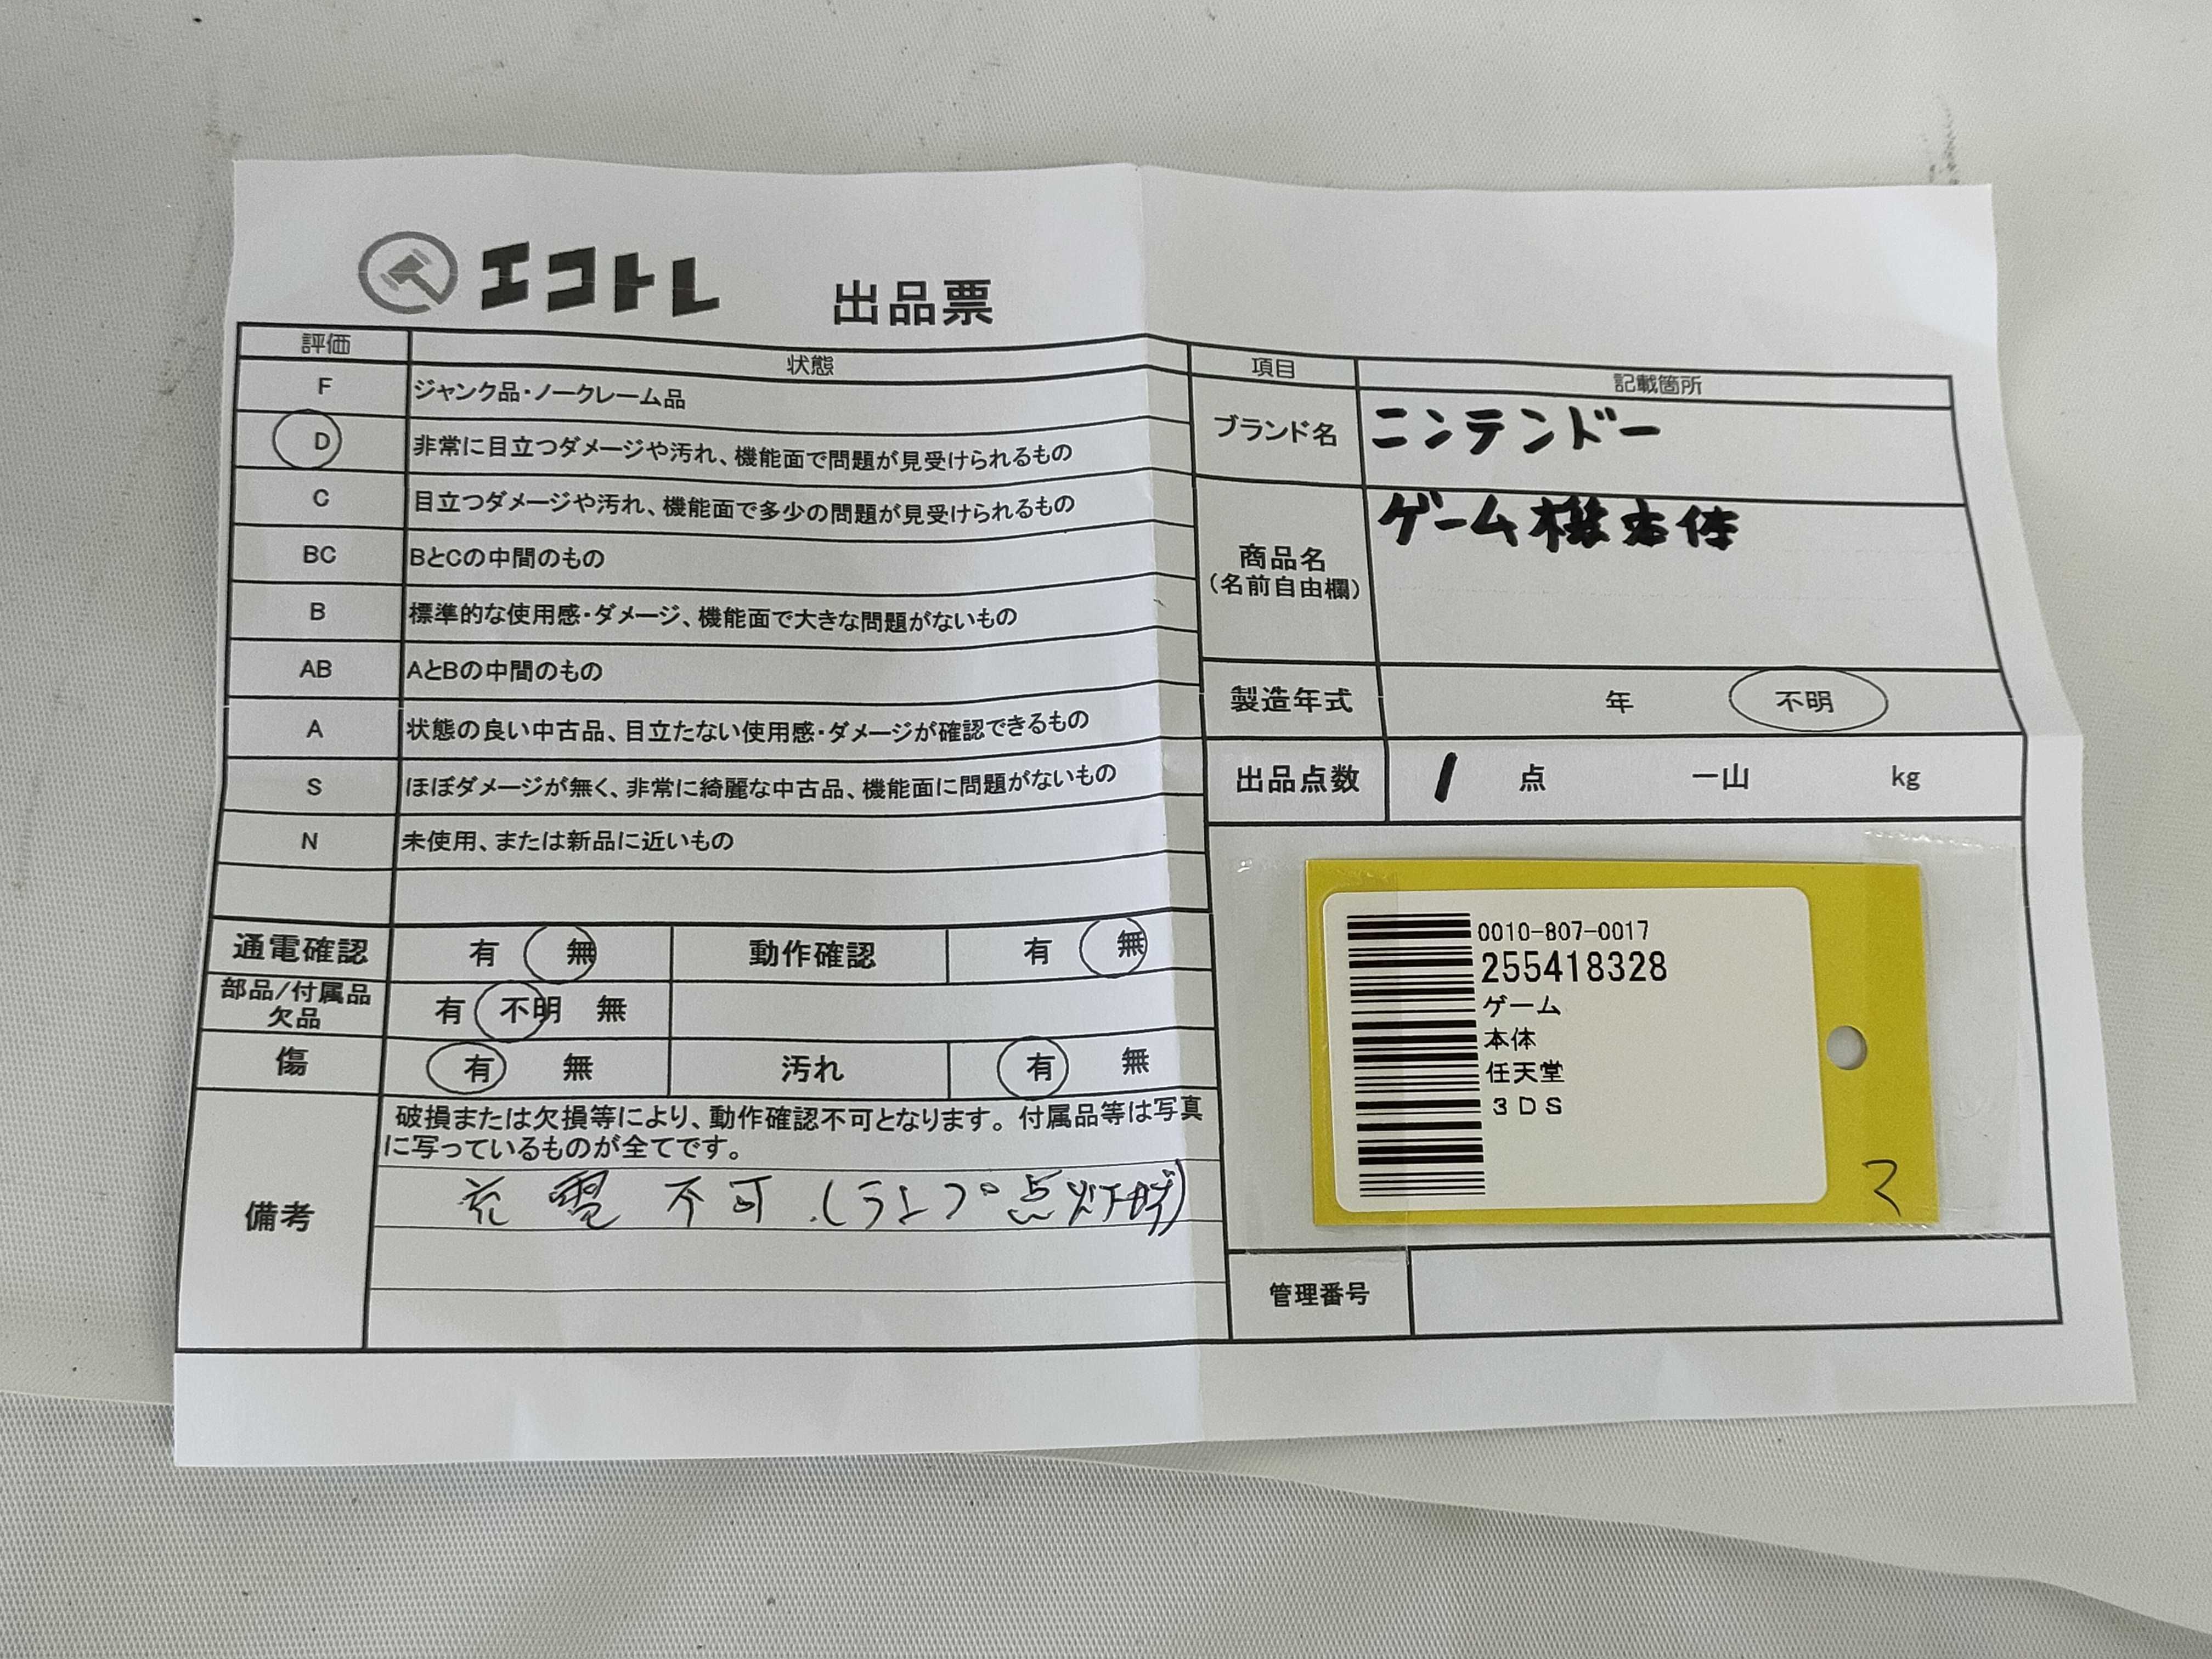 エコトレ 出品票
評価 状態
F ジャンク品・ノークレーム品
D 非常に目立つダメージや汚れ、機能面で問題が見受けられるもの
C 目立つダメージや汚れ、機能面で多少の問題が見受けられるもの
BC BとCの中間のもの
B 標準的な使用感・ダメージ、機能面で大きな問題がないもの
AB AとBの中間のもの
A 状態の良い中古品、目立たない使用感・ダメージが確認できるもの
S ほぼダメージが無く、非常に綺麗な中古品、機能面に問題がないもの
N 未使用、または新品に近いもの
通電確認 有 無 動作確認 有 無
部品/付属品
欠品
有 不明 無
傷 有 無 汚れ 有 無
備考
破損または欠損等により、動作確認不可となります。付属品等は写真
に写っているものが全てです。
充電不可(ランプ点灯せず)
項目 記載箇所
ブランド名 ニンテンドー
商品名
(名前自由欄)
ゲーム機本体
製造年式 年 不明
出品点数 1 点 一山 kg
0010-807-0017
255418328
ゲーム
本体
任天堂
3DS
管理番号